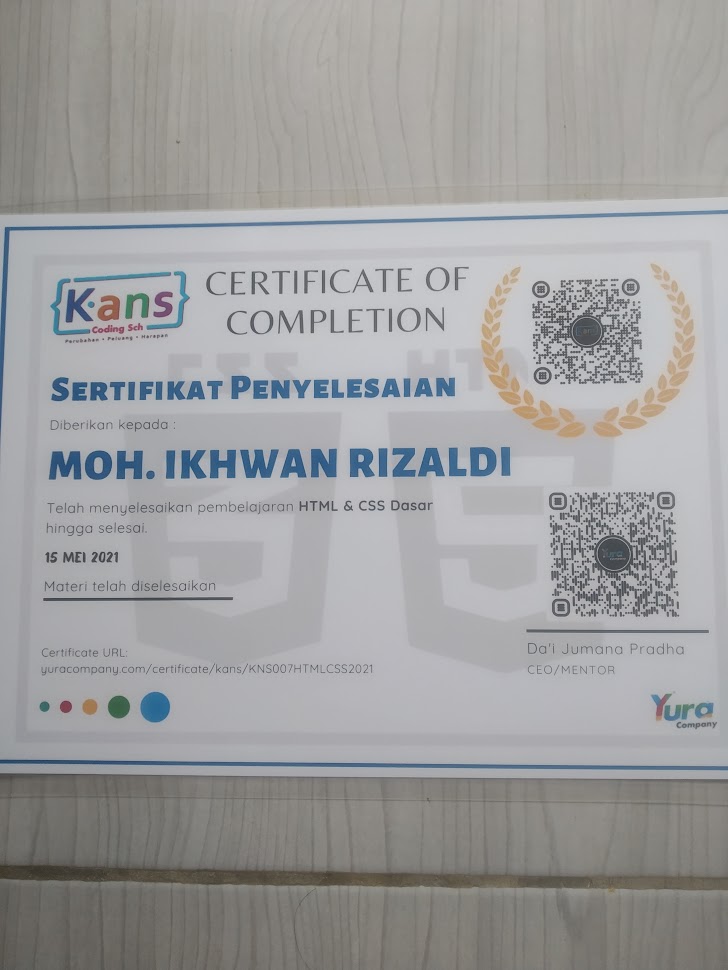 K.ans
Coding Sch
Perubahan • Peluang • Harapan
CERTIFICATE OF
COMPLETION
SERTIFIKAT PENYELESAIAN
Diberikan kepada :
MOH. IKHWAN RIZALDI
Telah menyelesaikan pembelajaran HTML & CSS Dasar
hingga selesai.
15 MEI 2021
Materi telah diselesaikan
Yura
Da'i Jumana Pradha
CEO/MENTOR
Certificate URL:
yuracompany.com/certificate/kans/KNS007HTMLCSS2021
Yura
Company